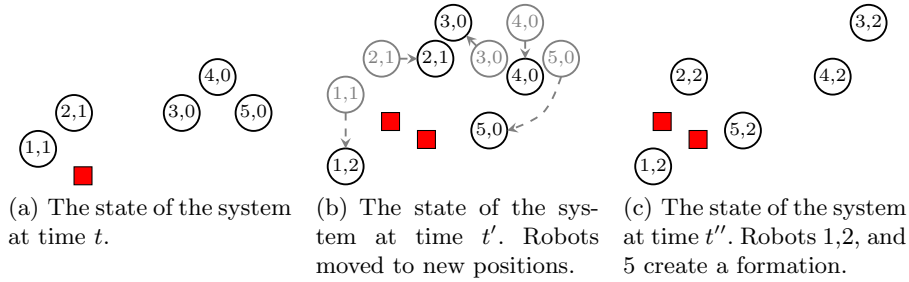 4,0
2,1
3,0
5,0
1,1
(a) The state of the system
at time t.
3,0
4,0
2,1
2,1
3,0
5,0
4,0
1,1
5,0
1,2
(b) The state of the sys-
tem at time t′. Robots
moved to new positions.
3,2
2,2
4,2
5,2
1,2
(c) The state of the system
at time t′′. Robots 1,2, and
5 create a formation.